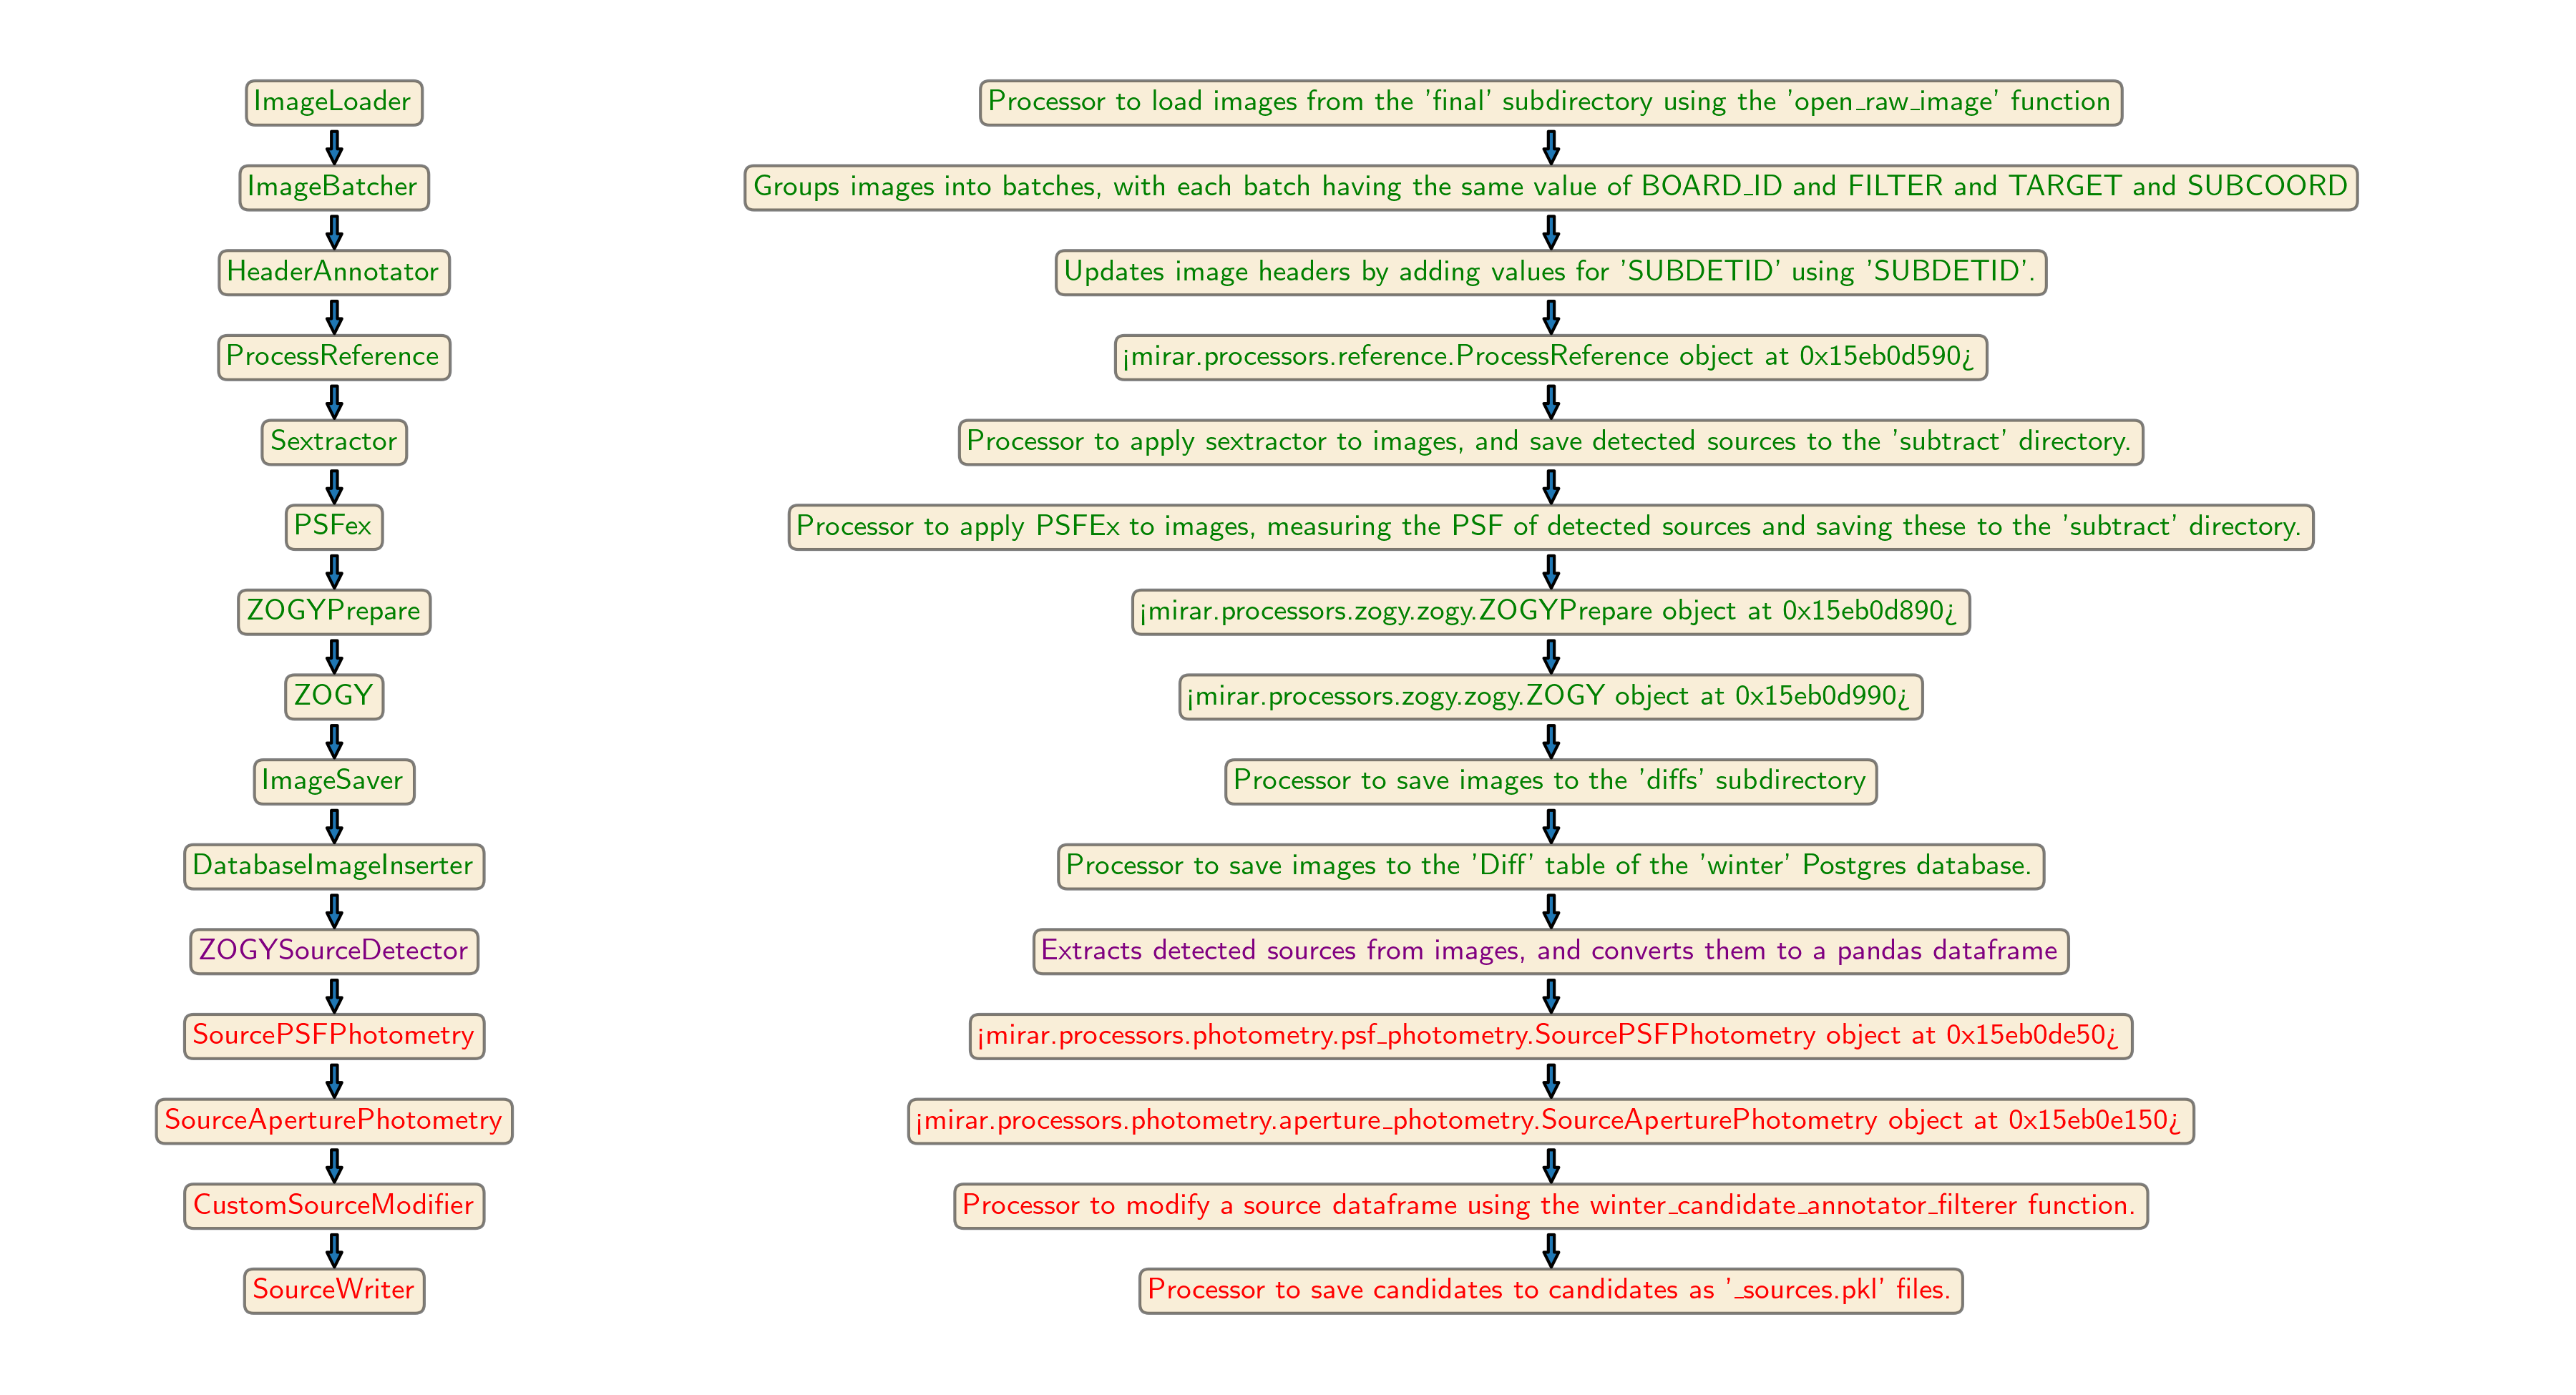 ImageLoader
Processor to load images from the 'final' subdirectory using the 'open_raw_image' function
ImageBatcher
Groups images into batches, with each batch having the same value of BOARD_ID and FILTER and TARGET and SUBCOORD
HeaderAnnotator
Updates image headers by adding values for 'SUBDETID' using 'SUBDETID'.
ProcessReference
<mirar.processors.reference.ProcessReference object at 0x15eb0d590>
Sextractor
Processor to apply sextractor to images, and save detected sources to the 'subtract' directory.
PSFex
Processor to apply PSFEx to images, measuring the PSF of detected sources and saving these to the 'subtract' directory.
ZOGYPrepare
<mirar.processors.zogy.zogy.ZOGYPrepare object at 0x15eb0d890>
ZOGY
<mirar.processors.zogy.zogy.ZOGY object at 0x15eb0d990>
ImageSaver
Processor to save images to the 'diffs' subdirectory
DatabaseImageInserter
Processor to save images to the 'Diff' table of the 'winter' Postgres database.
ZOGYSourceDetector
Extracts detected sources from images, and converts them to a pandas dataframe
SourcePSFPhotometry
<mirar.processors.photometry.psf_photometry.SourcePSFPhotometry object at 0x15eb0de50>
SourceAperturePhotometry
<mirar.processors.photometry.aperture_photometry.SourceAperturePhotometry object at 0x15eb0e150>
CustomSourceModifier
Processor to modify a source dataframe using the winter_candidate_annotator_filterer function.
SourceWriter
Processor to save candidates to candidates as '_sources.pkl' files.